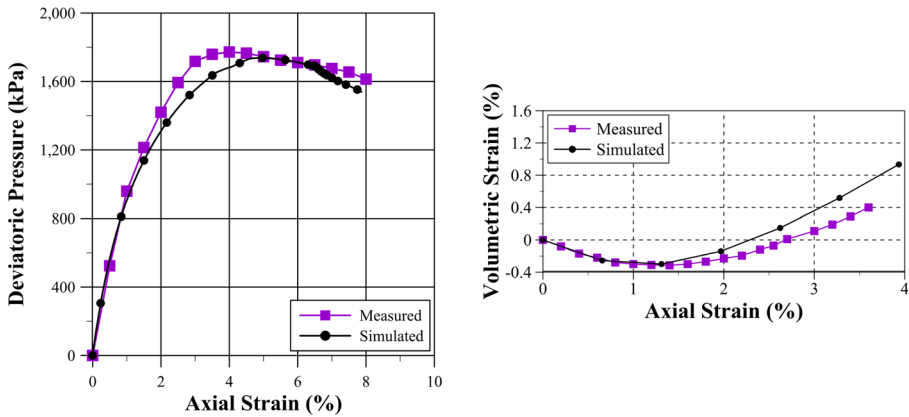 Deviatoric Pressure (kPa)
2,000
1,600
1,200
800
400
0
0 2 4 6 8 10
Axial Strain (%)
Measured
Simulated
Volumetric Strain (%)
1.6
1.2
0.8
0.4
0
-0.4
0 1 2 3 4
Axial Strain (%)
Measured
Simulated